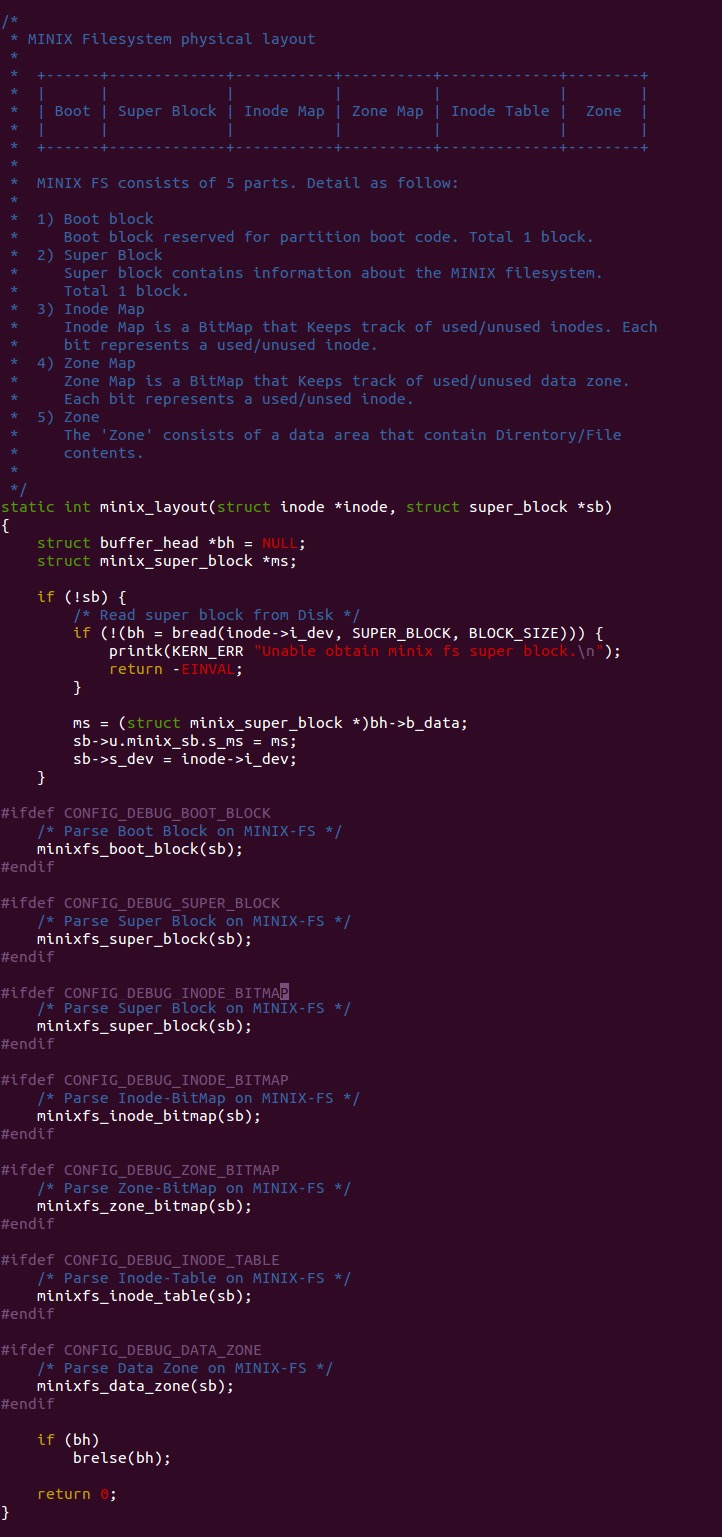 /*
 * MINIX Filesystem physical layout
 *
 *  +------+-------------+-----------+----------+-------------+--------+
 *  |      |             |           |          |             |        |
 *  | Boot | Super Block | Inode Map | Zone Map | Inode Table |  Zone  |
 *  |      |             |           |          |             |        |
 *  +------+-------------+-----------+----------+-------------+--------+
 *
 *  MINIX FS consists of 5 parts. Detail as follow:
 *
 *  1) Boot block
 *     Boot block reserved for partition boot code. Total 1 block.
 *  2) Super Block
 *     Super block contains information about the MINIX filesystem.
 *     Total 1 block.
 *  3) Inode Map
 *     Inode Map is a BitMap that Keeps track of used/unused inodes. Each
 *     bit represents a used/unused inode.
 *  4) Zone Map
 *     Zone Map is a BitMap that Keeps track of used/unused data zone.
 *     Each bit represents a used/unsed inode.
 *  5) Zone
 *     The 'Zone' consists of a data area that contain Direntory/File
 *     contents.
 *
 */
static int minix_layout(struct inode *inode, struct super_block *sb)
{
    struct buffer_head *bh = NULL;
    struct minix_super_block *ms;

    if (!sb) {
        /* Read super block from Disk */
        if (!(bh = bread(inode->i_dev, SUPER_BLOCK, BLOCK_SIZE))) {
            printk(KERN_ERR "Unable obtain minix fs super block.\n");
            return -EINVAL;
        }

        ms = (struct minix_super_block *)bh->b_data;
        sb->u.minix_sb.s_ms = ms;
        sb->s_dev = inode->i_dev;
    }

#ifdef CONFIG_DEBUG_BOOT_BLOCK
    /* Parse Boot Block on MINIX-FS */
    minixfs_boot_block(sb);
#endif

#ifdef CONFIG_DEBUG_SUPER_BLOCK
    /* Parse Super Block on MINIX-FS */
    minixfs_super_block(sb);
#endif

#ifdef CONFIG_DEBUG_INODE_BITMAP
    /* Parse Super Block on MINIX-FS */
    minixfs_super_block(sb);
#endif

#ifdef CONFIG_DEBUG_INODE_BITMAP
    /* Parse Inode-BitMap on MINIX-FS */
    minixfs_inode_bitmap(sb);
#endif

#ifdef CONFIG_DEBUG_ZONE_BITMAP
    /* Parse Zone-BitMap on MINIX-FS */
    minixfs_zone_bitmap(sb);
#endif

#ifdef CONFIG_DEBUG_INODE_TABLE
    /* Parse Inode-Table on MINIX-FS */
    minixfs_inode_table(sb);
#endif

#ifdef CONFIG_DEBUG_DATA_ZONE
    /* Parse Data Zone on MINIX-FS */
    minixfs_data_zone(sb);
#endif

    if (bh)
        brelse(bh);

    return 0;
}